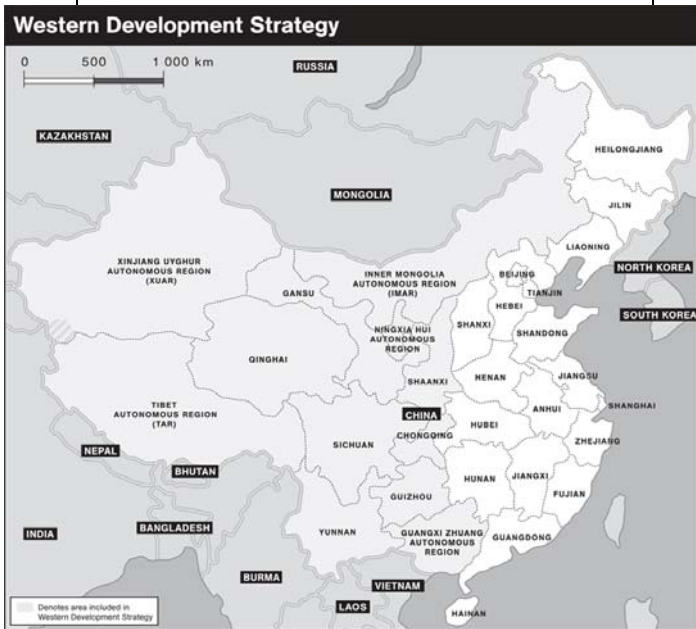 Western Development Strategy
0 500 1 000 km
RUSSIA
KAZAKHSTAN
HEILONGJIANG
MONGOLIA
JILIN
LIAONING
XINJIANG UYGHUR
AUTONOMOUS REGION
(XUAR)
INNER MONGOLIA
AUTONOMOUS REGION
(IMAR)
BEIJING
NORTH KOREA
GANSU
TIANJIN
HEBEI
SOUTH KOREA
SHANXI
NINGXIA HUI
AUTONOMOUS
REGION
SHANDONG
QINGHAI
SHAANXI
HENAN
JIANGSU
TIBET
AUTONOMOUS REGION
(TAR)
SHANGHAI
ANHUI
CHINA
HUBEI
CHONGQING
ZHEJIANG
SICHUAN
NEPAL
BHUTAN
HUNAN
JIANGXI
FUJIAN
GUIZHOU
BANGLADESH
INDIA
YUNNAN
GUANGXI ZHUANG
AUTONOMOUS
REGION
GUANGDONG
BURMA
VIETNAM
LAOS
HAINAN
Denotes area included in
Western Development Strategy